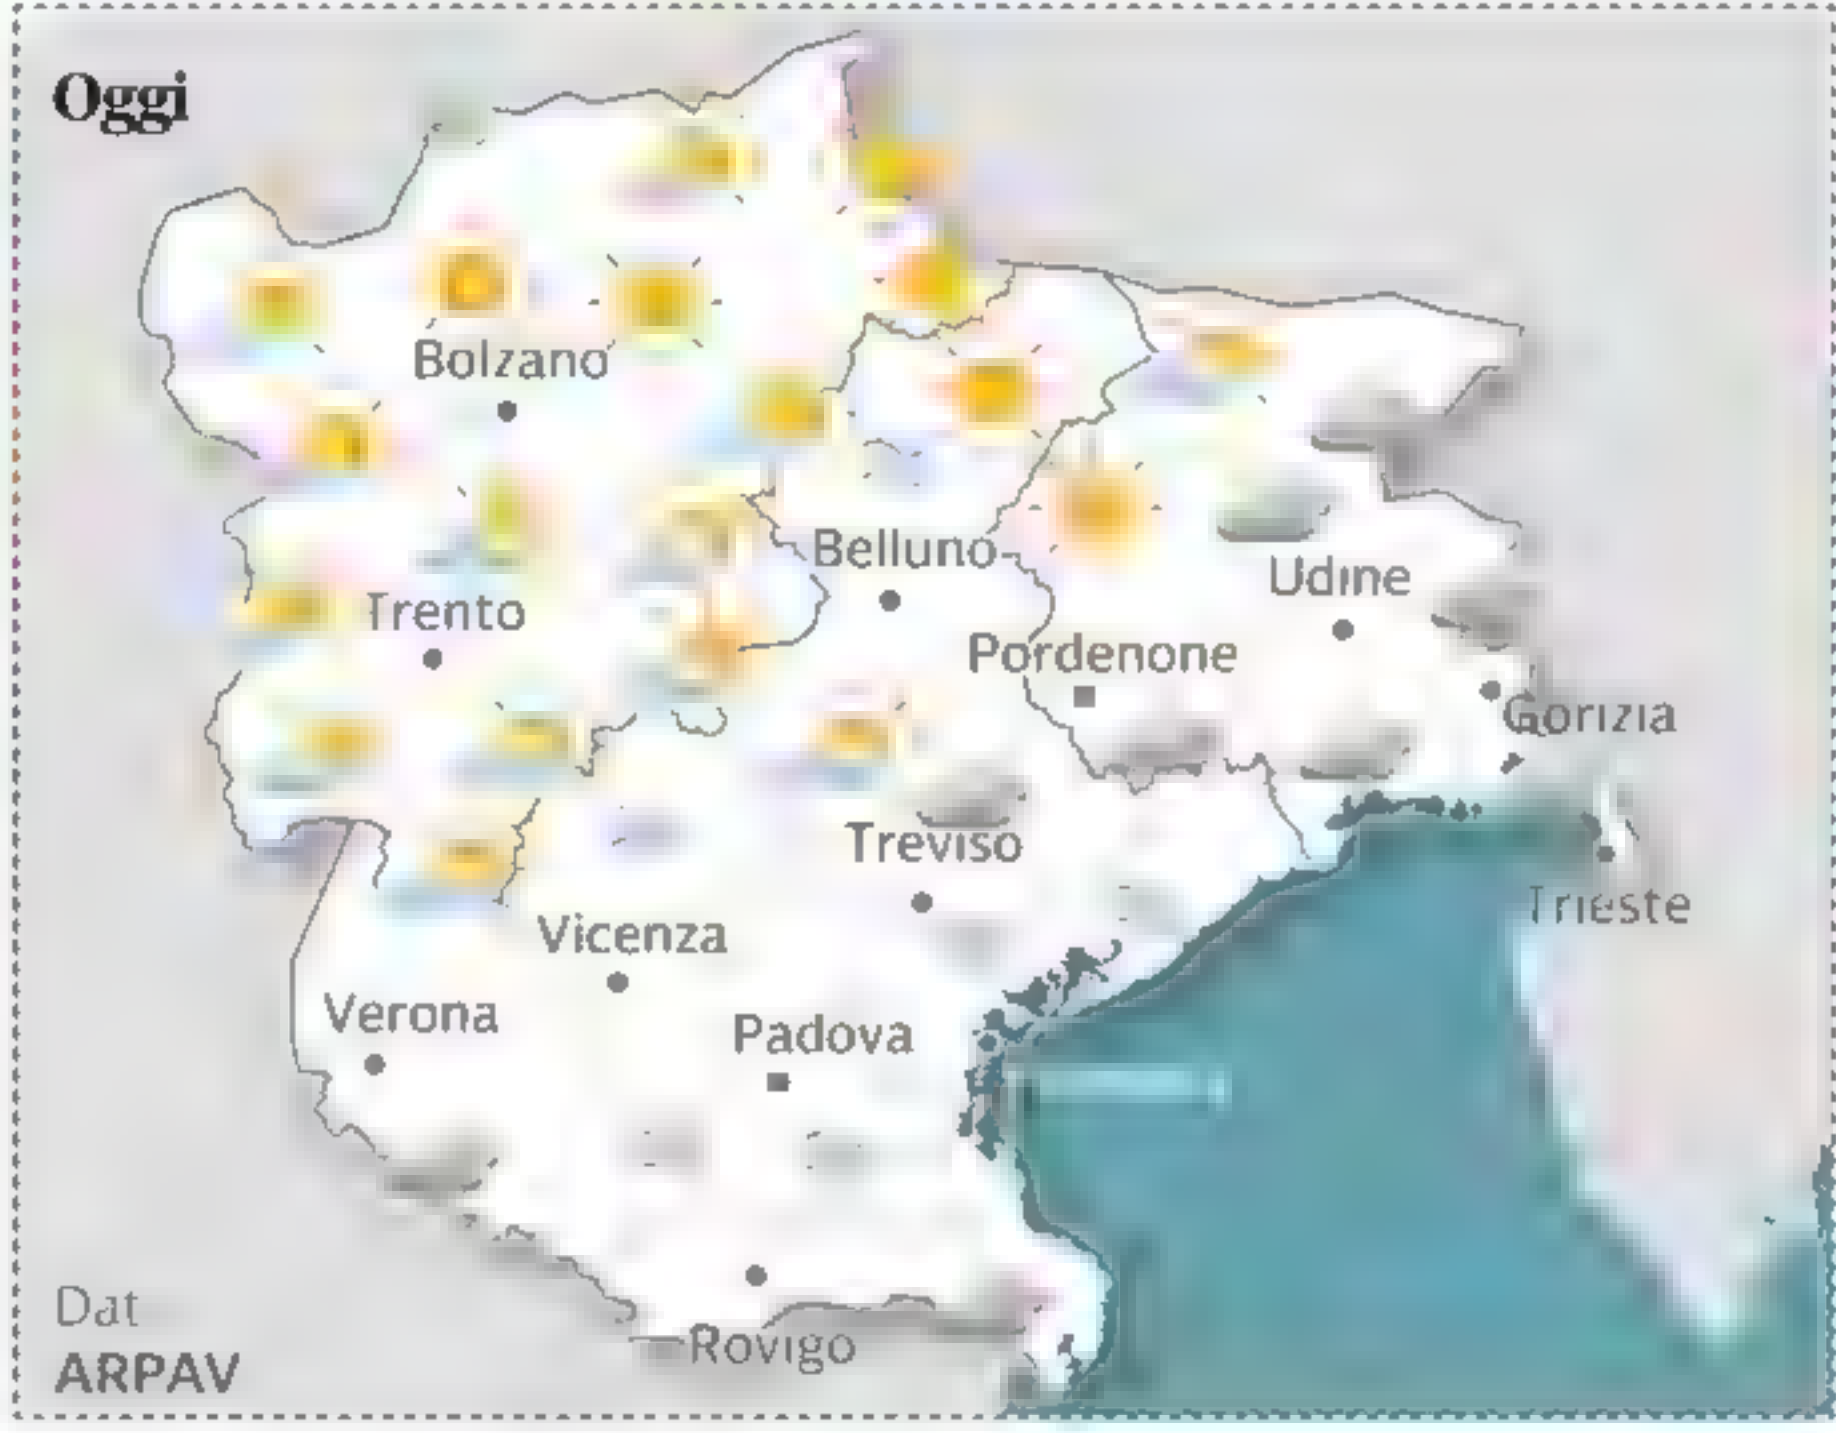 Oggi
Bolzano
Belluno
Udine
Trento
Pordenone
Gorizia
Treviso
Trieste
Vicenza
Verona
Padova
Rovigo
Dat
ARPAV